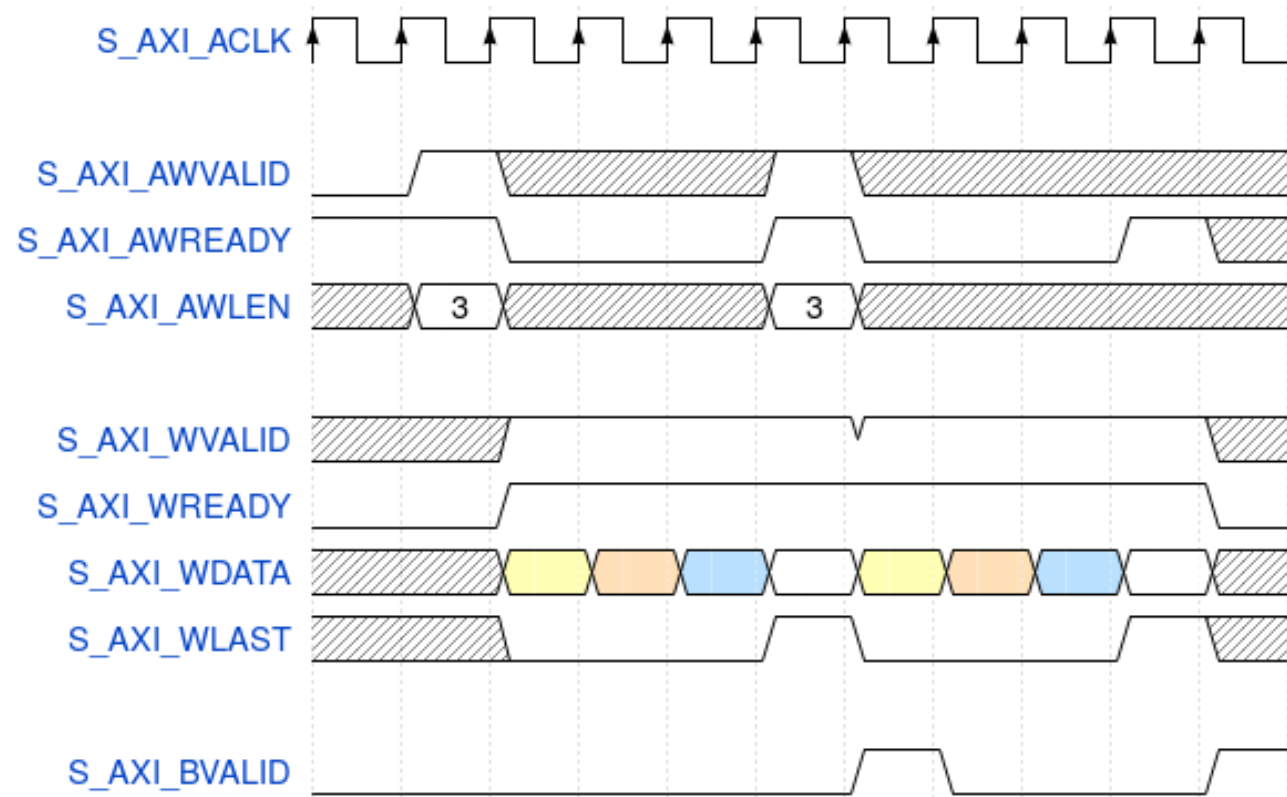 S_AXI_ACLK
S_AXI_AWVALID
S_AXI_AWREADY
S_AXI_AWLEN 3 3
S_AXI_WVALID
S_AXI_WREADY
S_AXI_WDATA
S_AXI_WLAST
S_AXI_BVALID